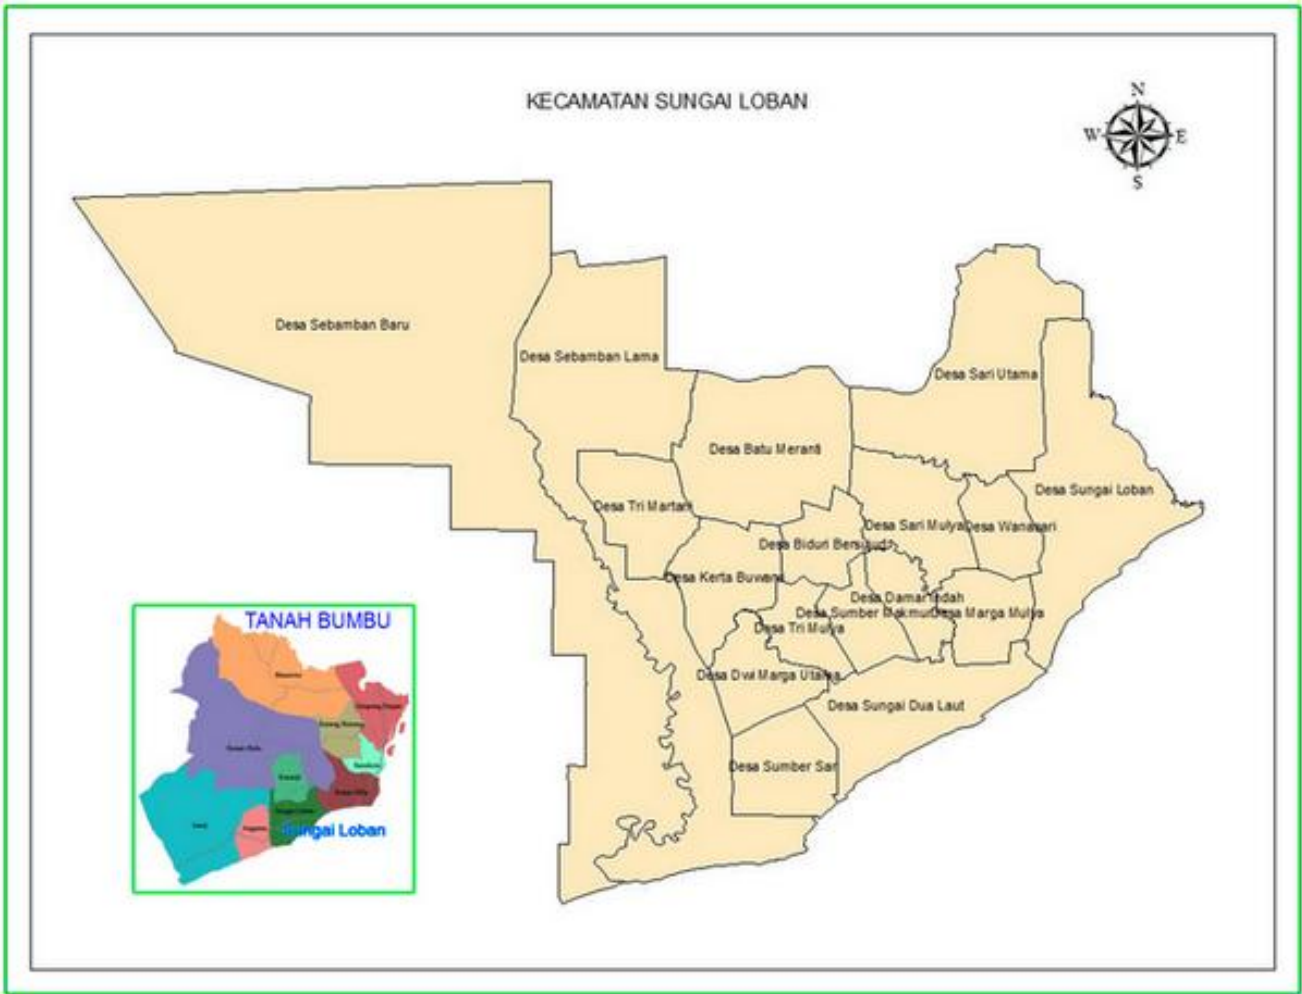 KECAMATAN SUNGAI LOBAN
N
W
E
S
Desa Sebamban Baru
Desa Sebamban Lama
Desa Sari Utama
Desa Batu Meranti
Desa Sungai Loban
Desa Tri Martani
Desa Sari Mulya
Desa Wanasari
Desa Biduri Bersujud
Desa Kerta Buwana
Desa Damar Indah
Desa Sumber Makmur
Desa Marga Mulya
Desa Tri Mulya
Desa Dwi Marga Utama
Desa Sungai Dua Laut
Desa Sumber Sari
TANAH BUMBU
Sungai Loban